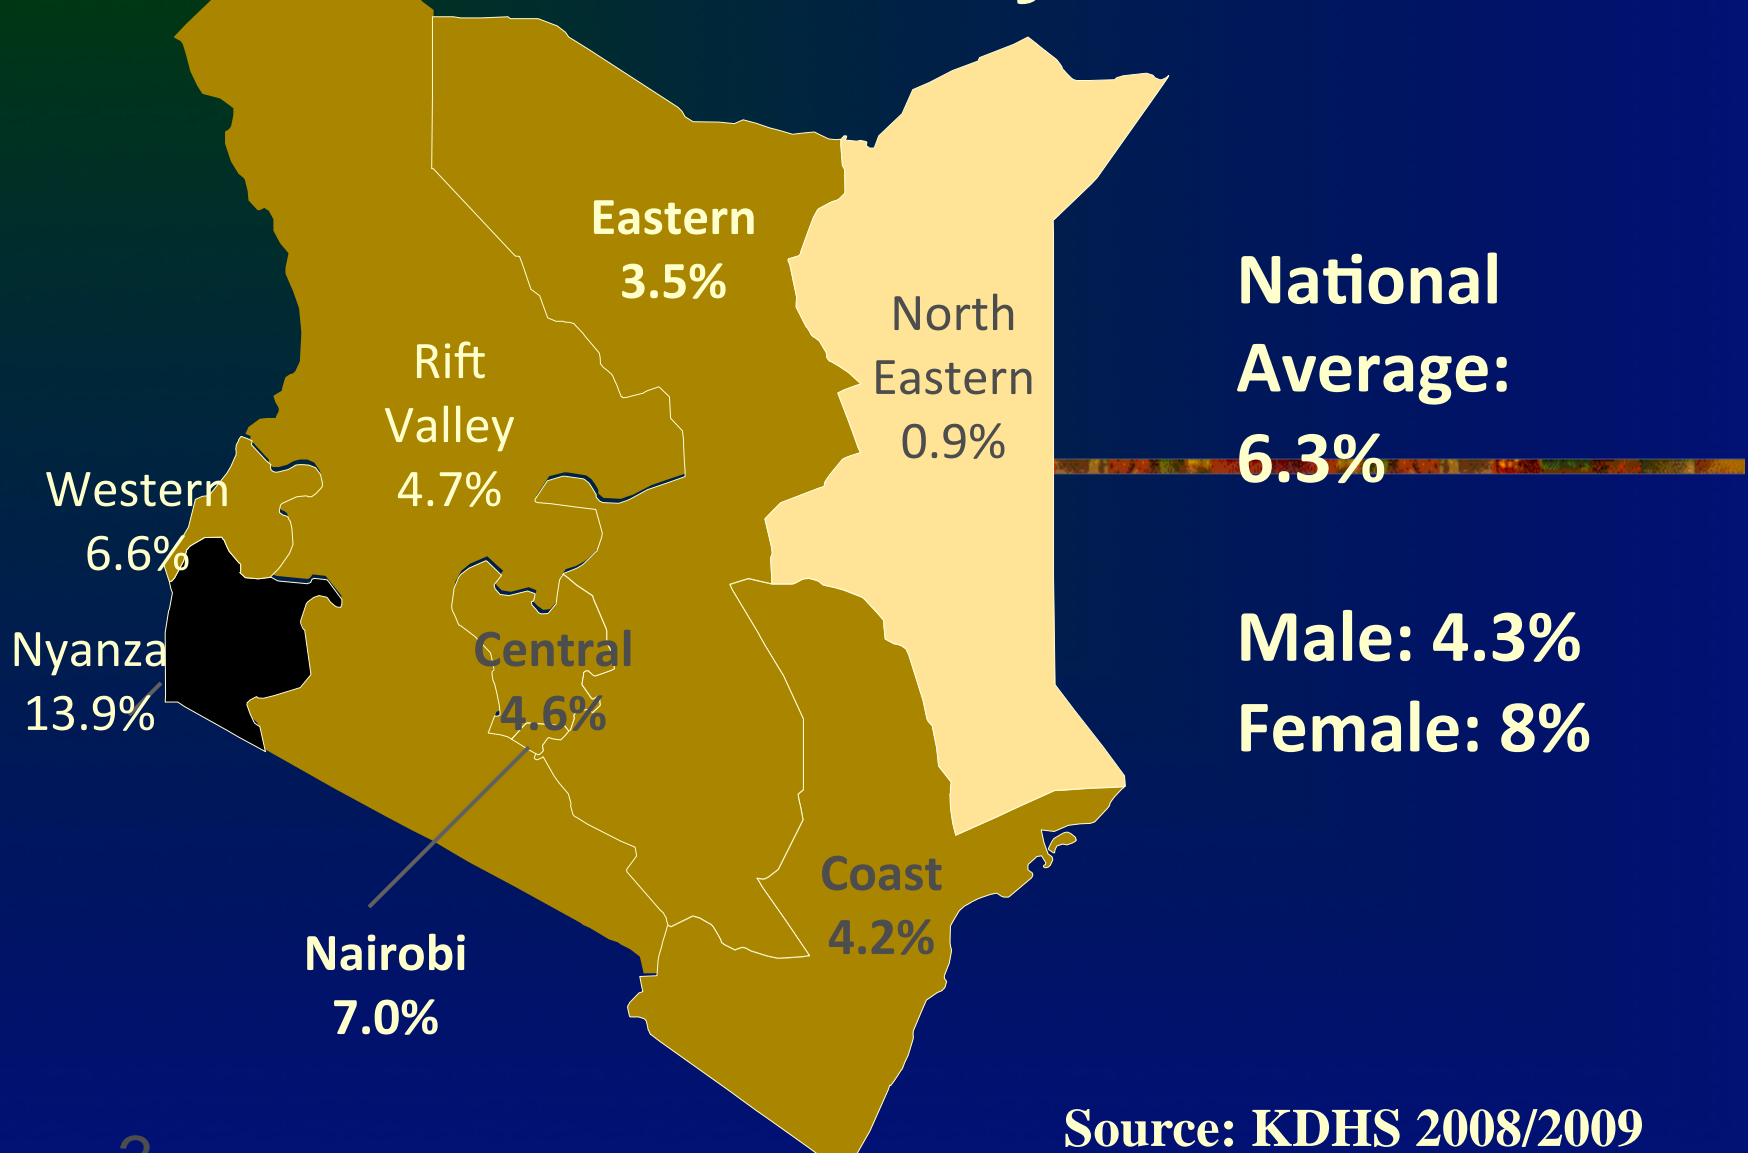 Eastern
3.5%
North
Eastern
0.9%
National
Average:
6.3%
Rift
Valley
4.7%
Western
6.6%
Nyanza
13.9%
Central
4.6%
Male: 4.3%
Female: 8%
Coast
4.2%
Nairobi
7.0%
Source: KDHS 2008/2009